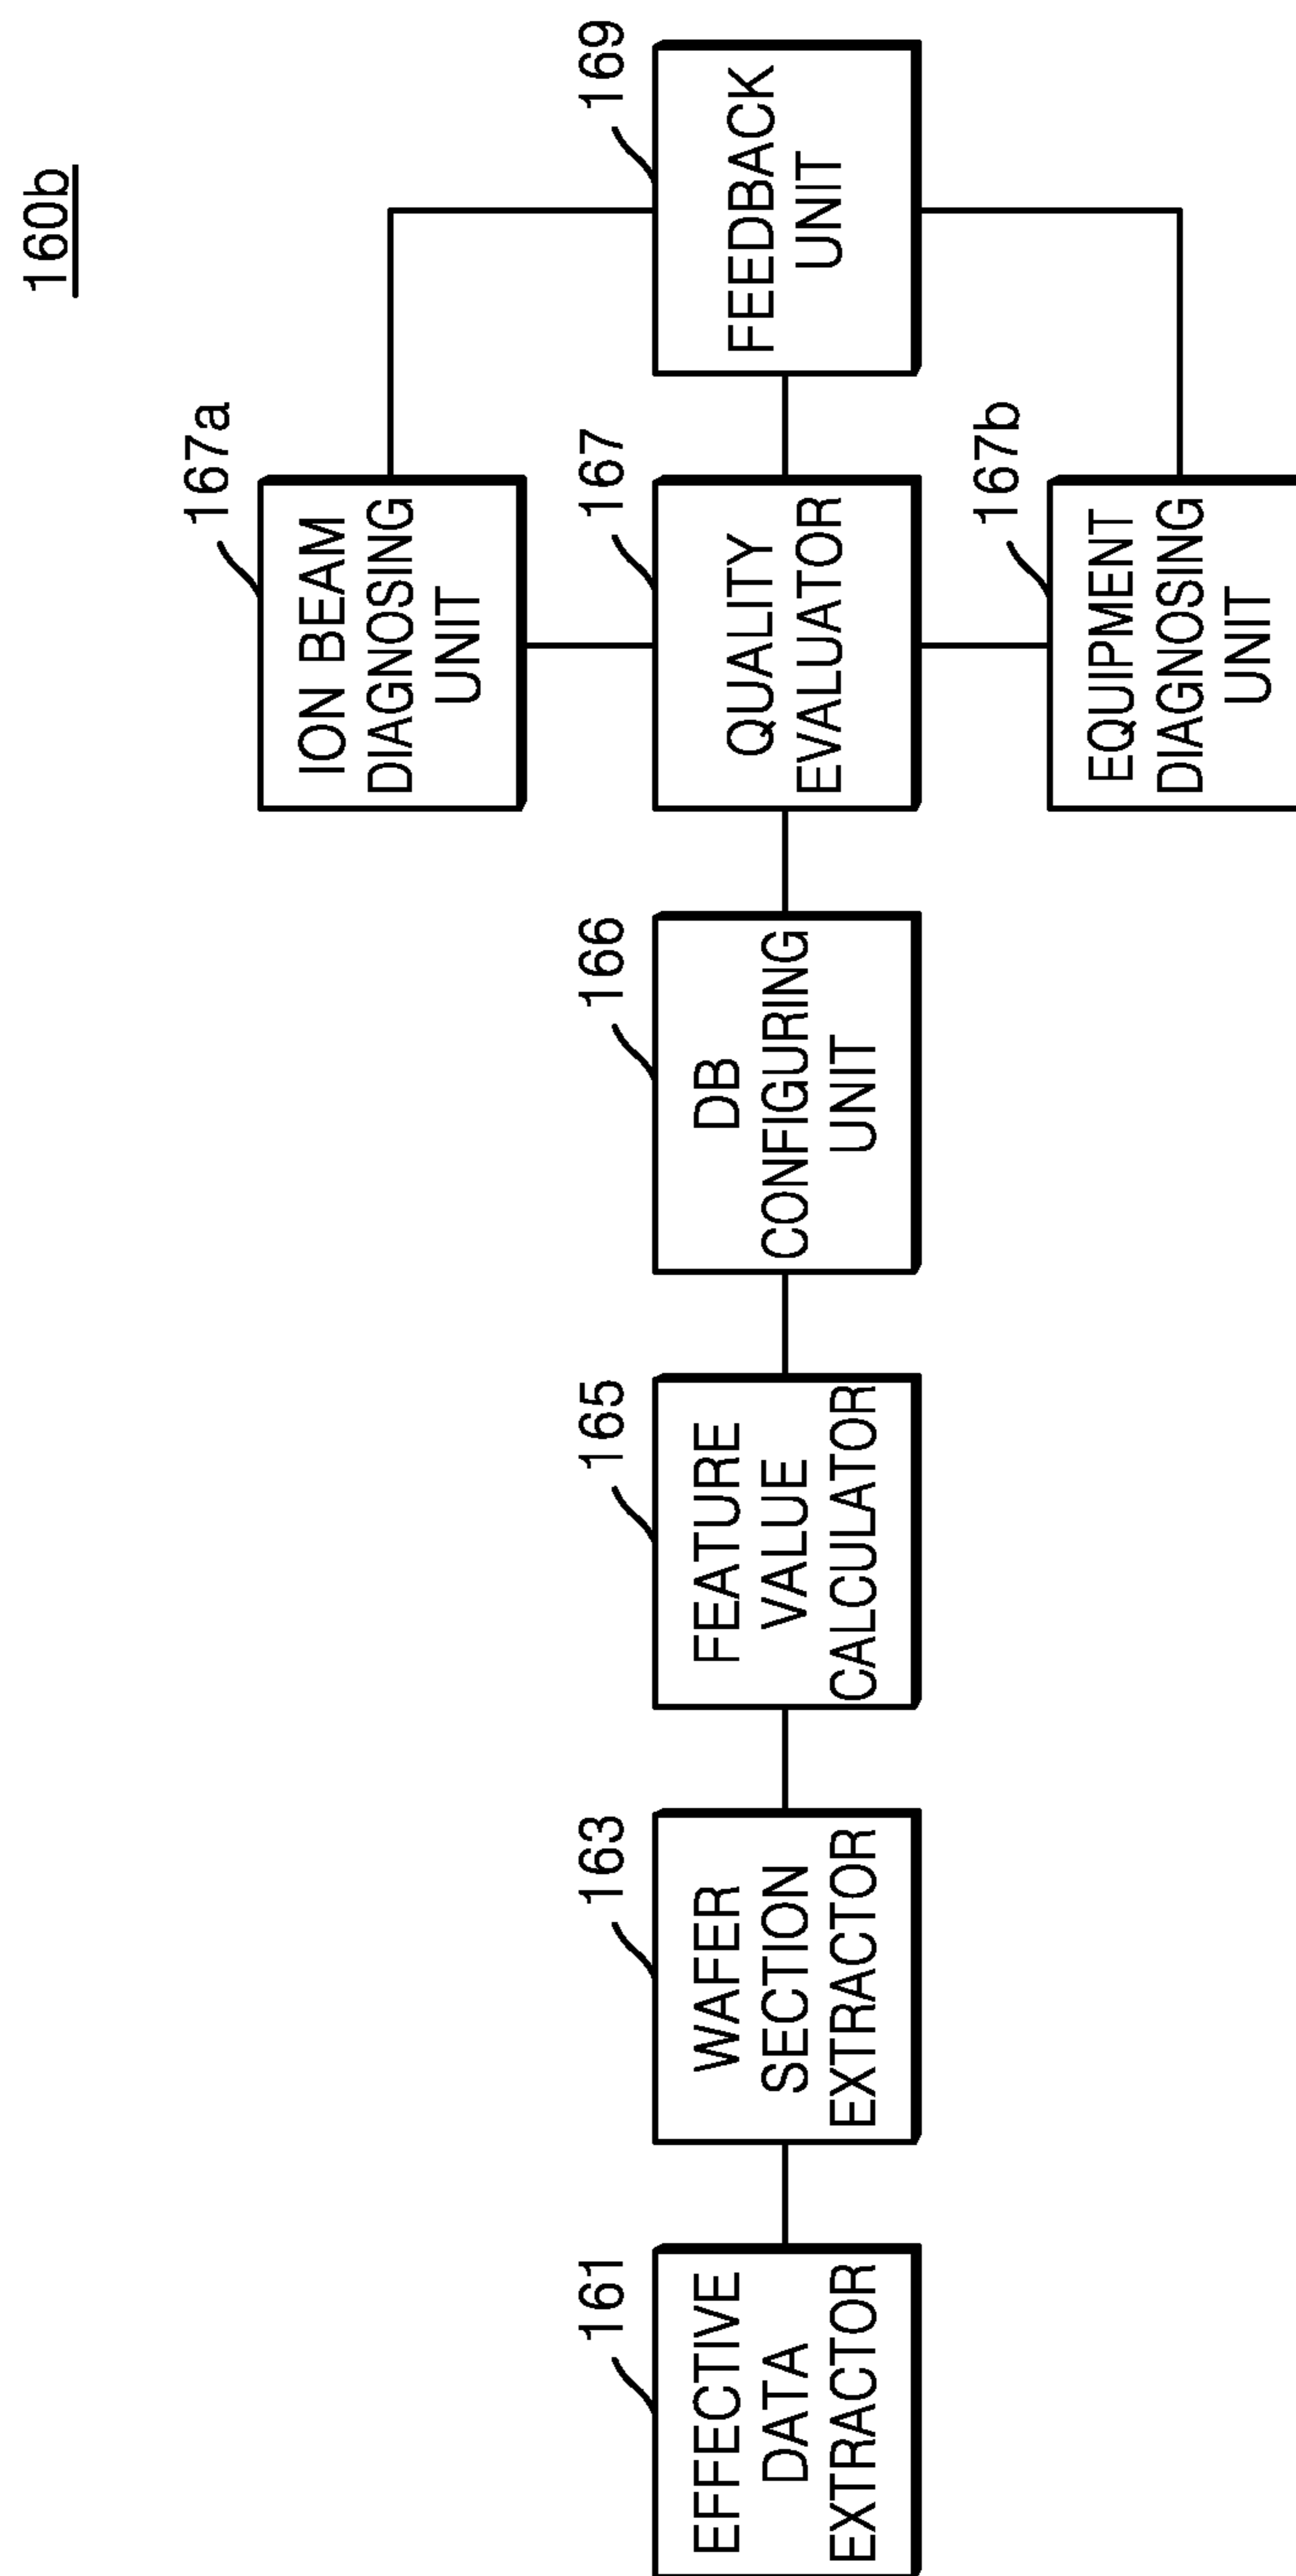 160b
161
EFFECTIVE
DATA
EXTRACTOR
163
WAFER
SECTION
EXTRACTOR
165
FEATURE
VALUE
CALCULATOR
166
DB
CONFIGURING
UNIT
167a
ION BEAM
DIAGNOSING
UNIT
167
QUALITY
EVALUATOR
167b
EQUIPMENT
DIAGNOSING
UNIT
169
FEEDBACK
UNIT